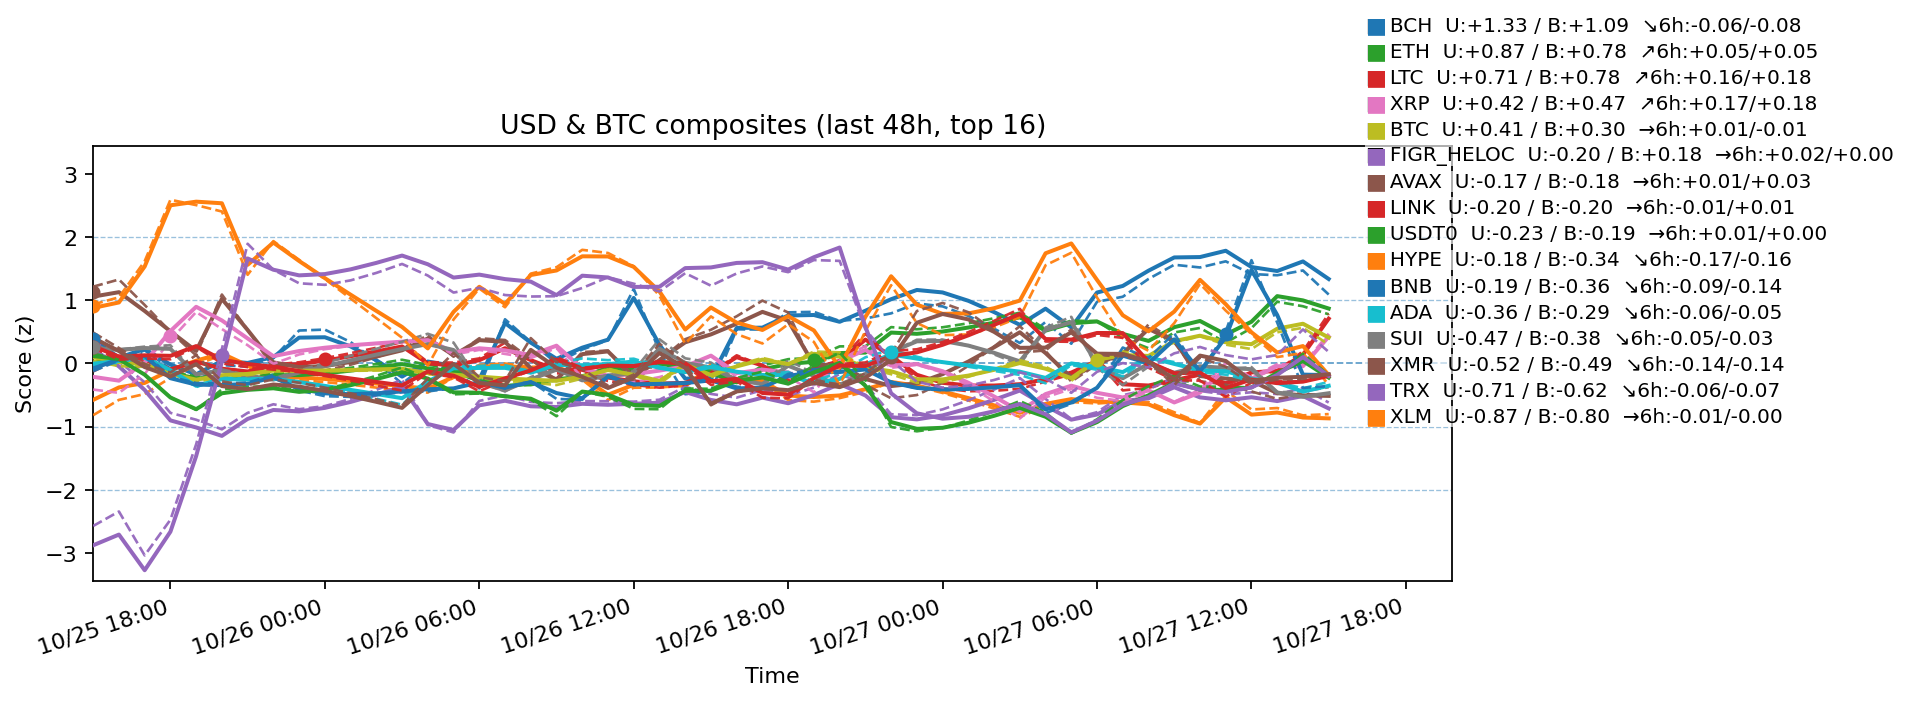 BCH U:+1.33 / B:+1.09 ↘6h:-0.06/-0.08
ETH U:+0.87 / B:+0.78 ↗6h:+0.05/+0.05
LTC U:+0.71 / B:+0.78 ↗6h:+0.16/+0.18
XRP U:+0.42 / B:+0.47 ↗6h:+0.17/+0.18
BTC U:+0.41 / B:+0.30 →6h:+0.01/-0.01
FIGR_HELOC U:-0.20 / B:+0.18 →6h:+0.02/+0.00
AVAX U:-0.17 / B:-0.18 →6h:+0.01/+0.03
LINK U:-0.20 / B:-0.20 →6h:-0.01/+0.01
USDT0 U:-0.23 / B:-0.19 →6h:+0.01/+0.00
HYPE U:-0.18 / B:-0.34 ↘6h:-0.17/-0.16
BNB U:-0.19 / B:-0.36 ↘6h:-0.09/-0.14
ADA U:-0.36 / B:-0.29 ↘6h:-0.06/-0.05
SUI U:-0.47 / B:-0.38 ↘6h:-0.05/-0.03
XMR U:-0.52 / B:-0.49 ↘6h:-0.14/-0.14
TRX U:-0.71 / B:-0.62 ↘6h:-0.06/-0.07
XLM U:-0.87 / B:-0.80 →6h:-0.01/-0.00
USD & BTC composites (last 48h, top 16)
Score (z)
3
2
1
0
−1
−2
−3
10/25 18:00
10/26 00:00
10/26 06:00
10/26 12:00
10/26 18:00
10/27 00:00
10/27 06:00
10/27 12:00
10/27 18:00
Time